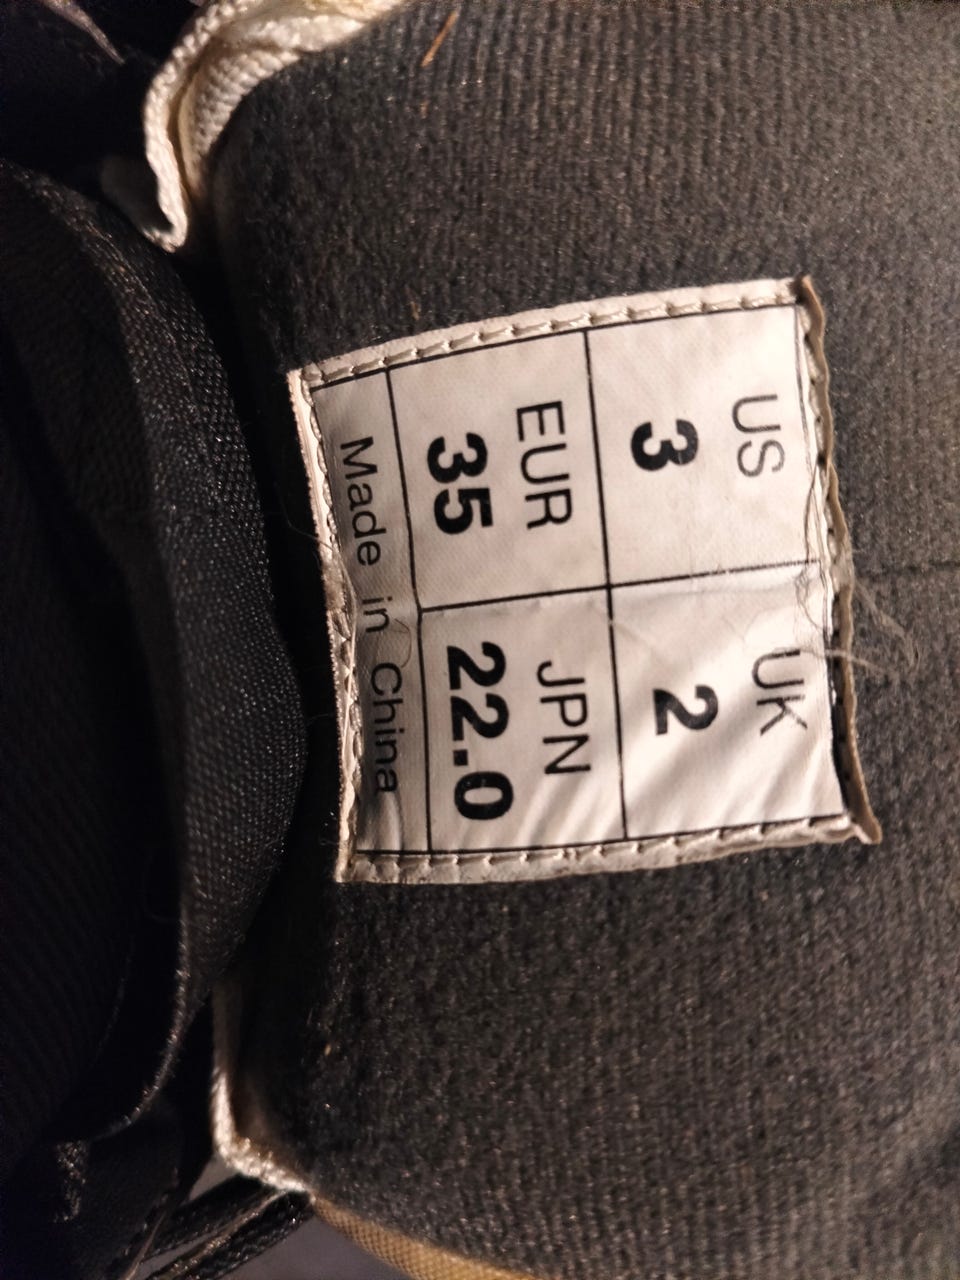 US UK
3 2
EUR JPN
35 22.0
Made in China